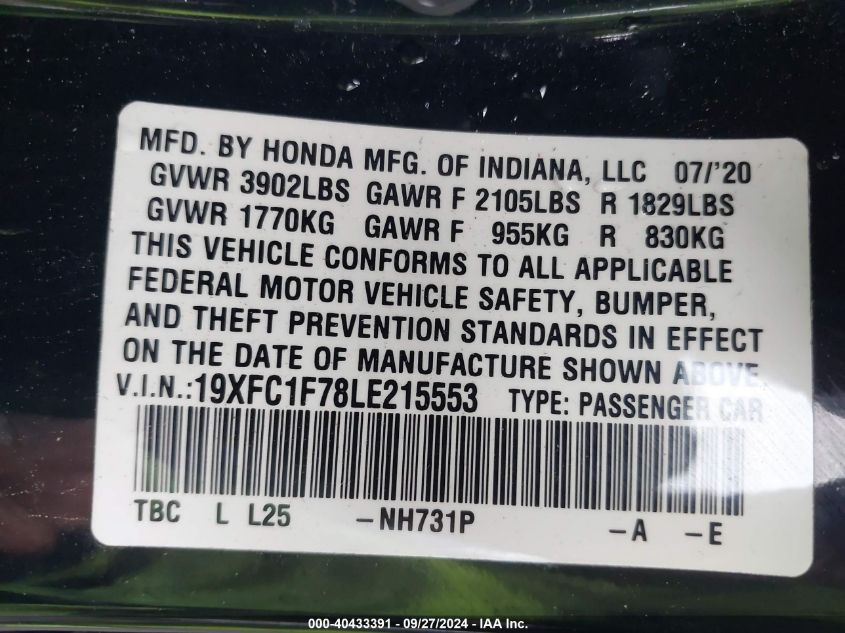 MFD. BY HONDA MFG. OF INDIANA, LLC 07/'20
GVWR 3902LBS GAWR F 2105LBS R 1829LBS
GVWR 1770KG GAWR F 955KG R 830KG
THIS VEHICLE CONFORMS TO ALL APPLICABLE
FEDERAL MOTOR VEHICLE SAFETY, BUMPER,
AND THEFT PREVENTION STANDARDS IN EFFECT
ON THE DATE OF MANUFACTURE SHOWN ABOVE.
V.I.N.:19XFC1F78LE215553 TYPE: PASSENGER CAR
TBC L L25 -NH731P -A -E
000-40433391 - 09/27/2024 - IAA Inc.